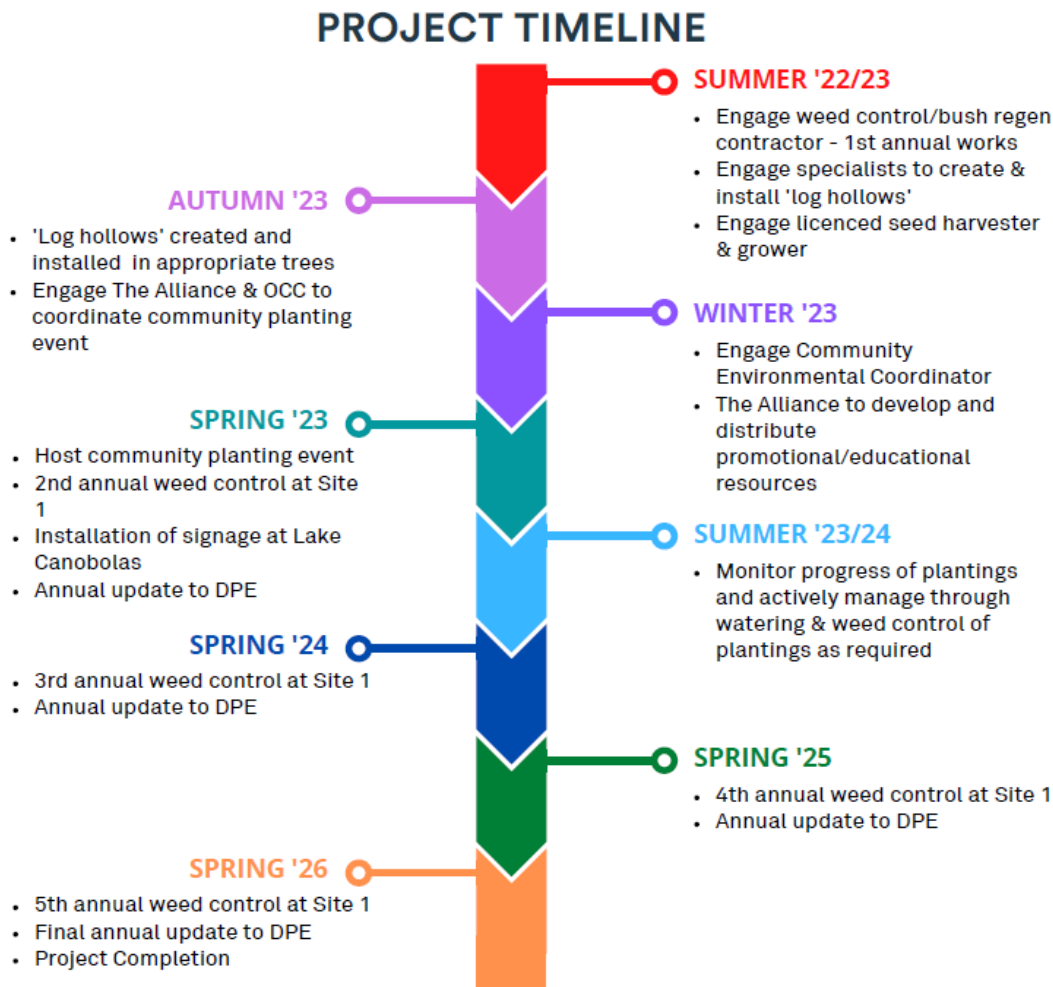 PROJECT TIMELINE
SUMMER '22/23
• Engage weed control/bush regen
contractor - 1st annual works
• Engage specialists to create &
install 'log hollows'
• Engage licenced seed harvester
& grower
AUTUMN '23
• 'Log hollows' created and
installed in appropriate trees
• Engage The Alliance & OCC to
coordinate community planting
event
WINTER '23
• Engage Community
Environmental Coordinator
• The Alliance to develop and
distribute
promotional/educational
resources
SPRING '23
• Host community planting event
• 2nd annual weed control at Site
1
• Installation of signage at Lake
Canobolas
• Annual update to DPE
SUMMER '23/24
• Monitor progress of plantings
and actively manage through
watering & weed control of
plantings as required
SPRING '24
• 3rd annual weed control at Site 1
• Annual update to DPE
SPRING '25
• 4th annual weed control at Site 1
• Annual update to DPE
SPRING '26
• 5th annual weed control at Site 1
• Final annual update to DPE
• Project Completion